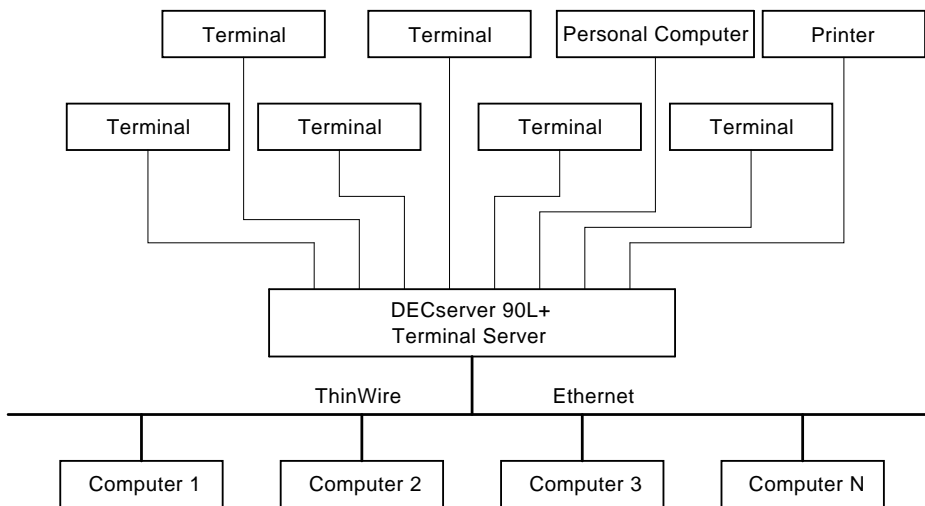 Terminal
Terminal
Personal Computer
Printer
Terminal
Terminal
Terminal
Terminal
DECserver 90L+
Terminal Server
ThinWire
Ethernet
Computer 1
Computer 2
Computer 3
Computer N